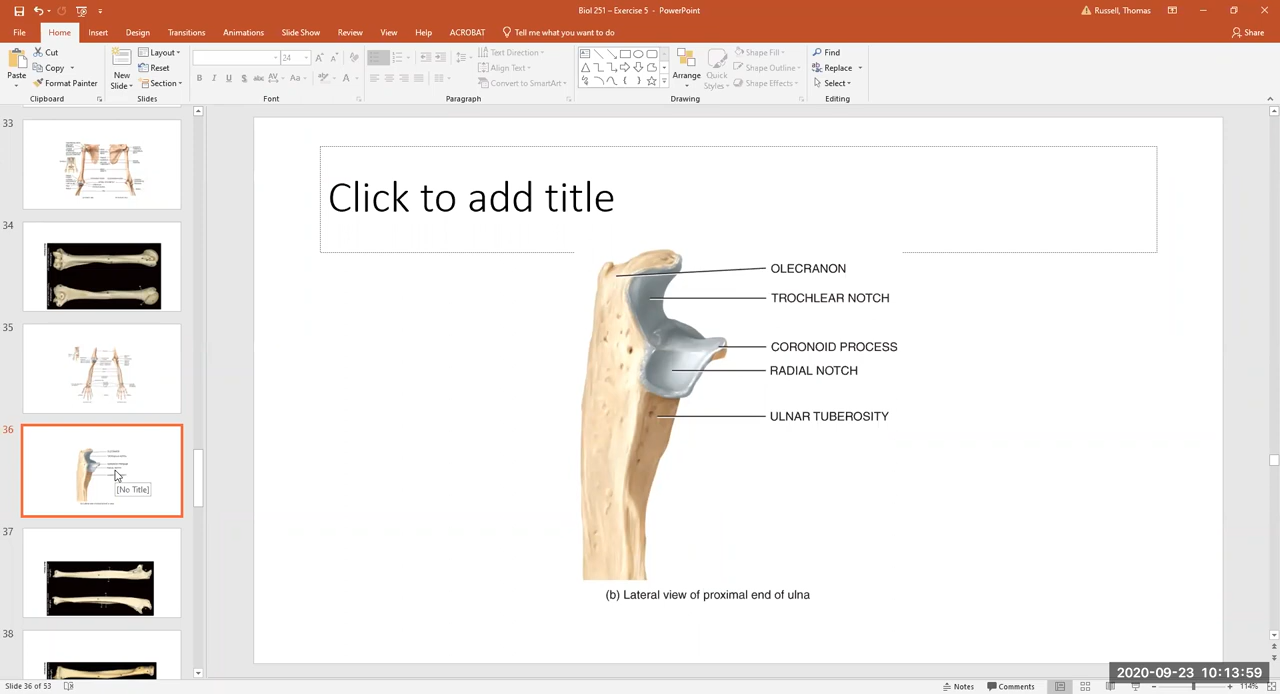 Biol 251 – Exercise 5 - PowerPoint
Russell, Thomas
File Home Insert Design Transitions Animations Slide Show Review View Help ACROBAT Tell me what you want to do Share
Paste
Cut
Copy
Format Painter
Clipboard
New Slide
Layout
Reset
Section
Slides
24
B I U S abc AV Aa A
Font
Paragraph
Text Direction
Align Text
Convert to SmartArt
Arrange
Quick Styles
Shape Fill
Shape Outline
Shape Effects
Drawing
Find
Replace
Select
Editing
33
34
35
36
[No Title]
37
38
Click to add title
OLECRANON
TROCHLEAR NOTCH
CORONOID PROCESS
RADIAL NOTCH
ULNAR TUBEROSITY
(b) Lateral view of proximal end of ulna
2020-09-23 10:13:59
Slide 36 of 53
Notes Comments 114%